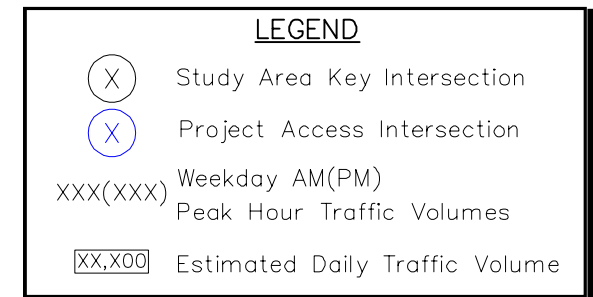 LEGEND
X Study Area Key Intersection
X Project Access Intersection
XXX(XXX) Weekday AM(PM)
Peak Hour Traffic Volumes
XX,X00 Estimated Daily Traffic Volume